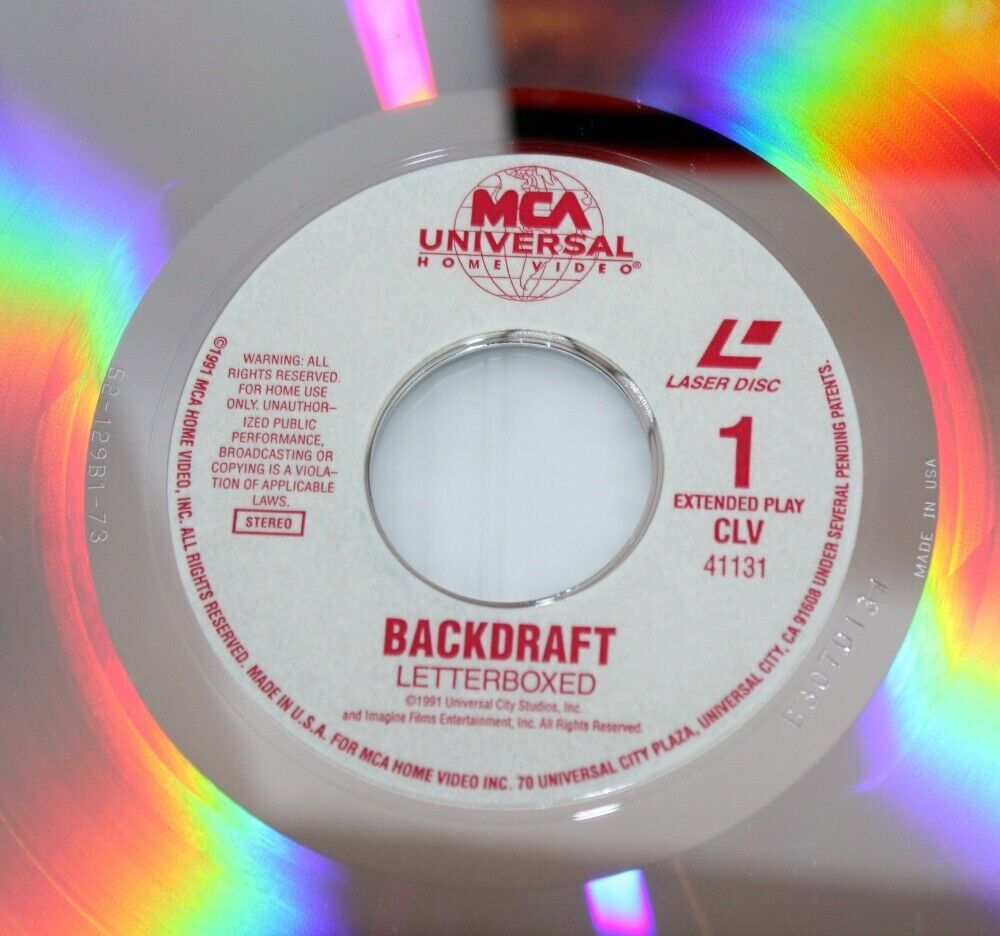 MCA
UNIVERSAL
HOME VIDEO®
LASER DISC
1
EXTENDED PLAY
CLV
41131
WARNING: ALL
RIGHTS RESERVED.
FOR HOME USE
ONLY. UNAUTHOR–
IZED PUBLIC
PERFORMANCE,
BROADCASTING OR
COPYING IS A VIOLA–
TION OF APPLICABLE
LAWS.
STEREO
BACKDRAFT
LETTERBOXED
©1991 Universal City Studios, Inc.
and Imagine Films Entertainment, Inc. All Rights Reserved.
©1991 MCA HOME VIDEO, INC. ALL RIGHTS RESERVED. MADE IN U.S.A. FOR MCA HOME VIDEO INC. 70 UNIVERSAL CITY PLAZA, UNIVERSAL CITY, CA 91608 UNDER SEVERAL PENDING PATENTS.
52-129B1-73
MADE IN USA